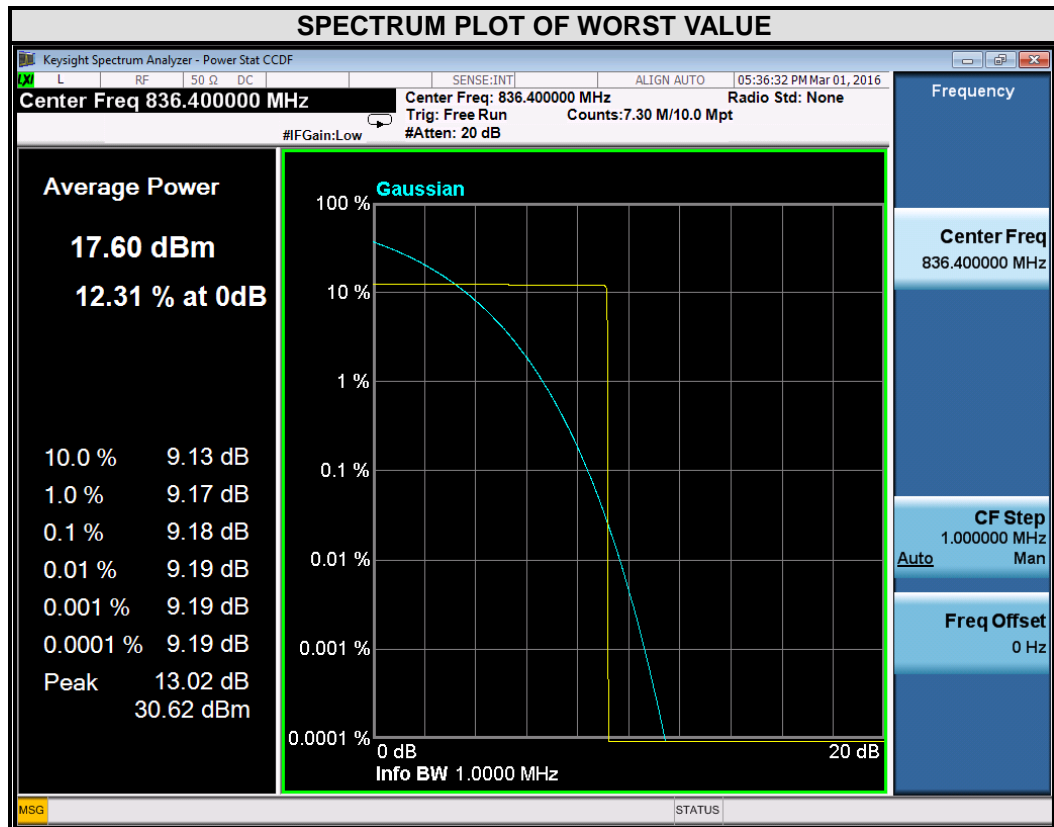 SPECTRUM PLOT OF WORST VALUE
Keysight Spectrum Analyzer - Power Stat CCDF
LXI L RF 50 Ω DC SENSE:INT ALIGN AUTO 05:36:32 PM Mar 01, 2016
Center Freq 836.400000 MHz
Center Freq: 836.400000 MHz Radio Std: None
Trig: Free Run Counts:7.30 M/10.0 Mpt
#IFGain:Low #Atten: 20 dB
Frequency
Average Power
17.60 dBm
12.31 % at 0dB
10.0 % 9.13 dB
1.0 % 9.17 dB
0.1 % 9.18 dB
0.01 % 9.19 dB
0.001 % 9.19 dB
0.0001 % 9.19 dB
Peak 13.02 dB
30.62 dBm
Gaussian
100 %
10 %
1 %
0.1 %
0.01 %
0.001 %
0.0001 %
0 dB 20 dB
Info BW 1.0000 MHz
Center Freq
836.400000 MHz
CF Step
1.000000 MHz
Auto Man
Freq Offset
0 Hz
MSG STATUS